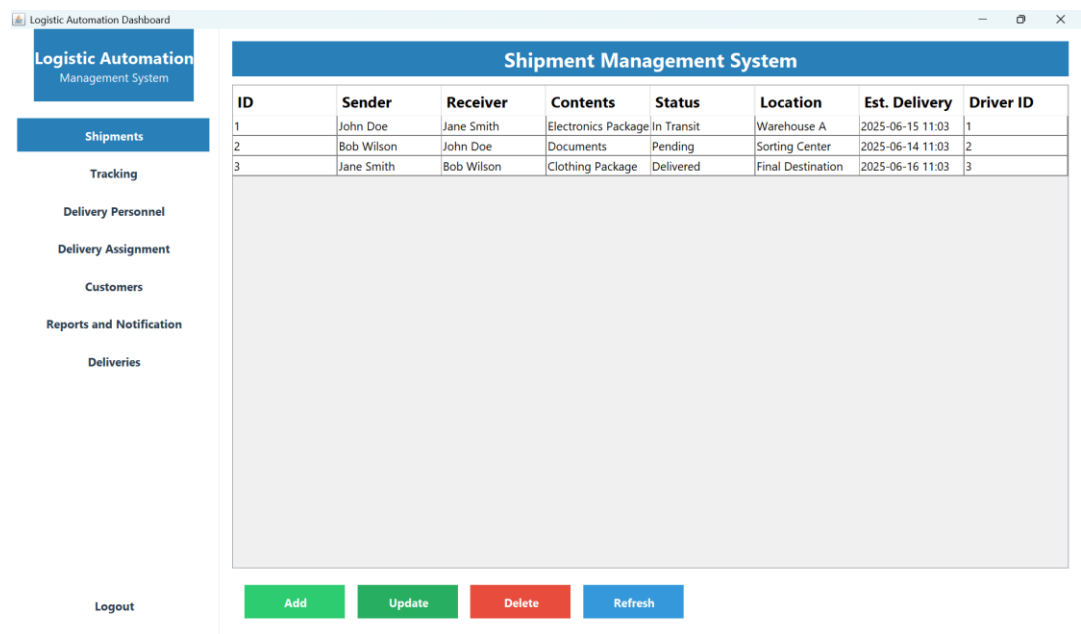 Logistic Automation Dashboard
Logistic Automation
Management System
Shipments
Tracking
Delivery Personnel
Delivery Assignment
Customers
Reports and Notification
Deliveries
Logout
Shipment Management System
ID Sender Receiver Contents Status Location Est. Delivery Driver ID
1 John Doe Jane Smith Electronics Package In Transit Warehouse A 2025-06-15 11:03 1
2 Bob Wilson John Doe Documents Pending Sorting Center 2025-06-14 11:03 2
3 Jane Smith Bob Wilson Clothing Package Delivered Final Destination 2025-06-16 11:03 3
Add Update Delete Refresh